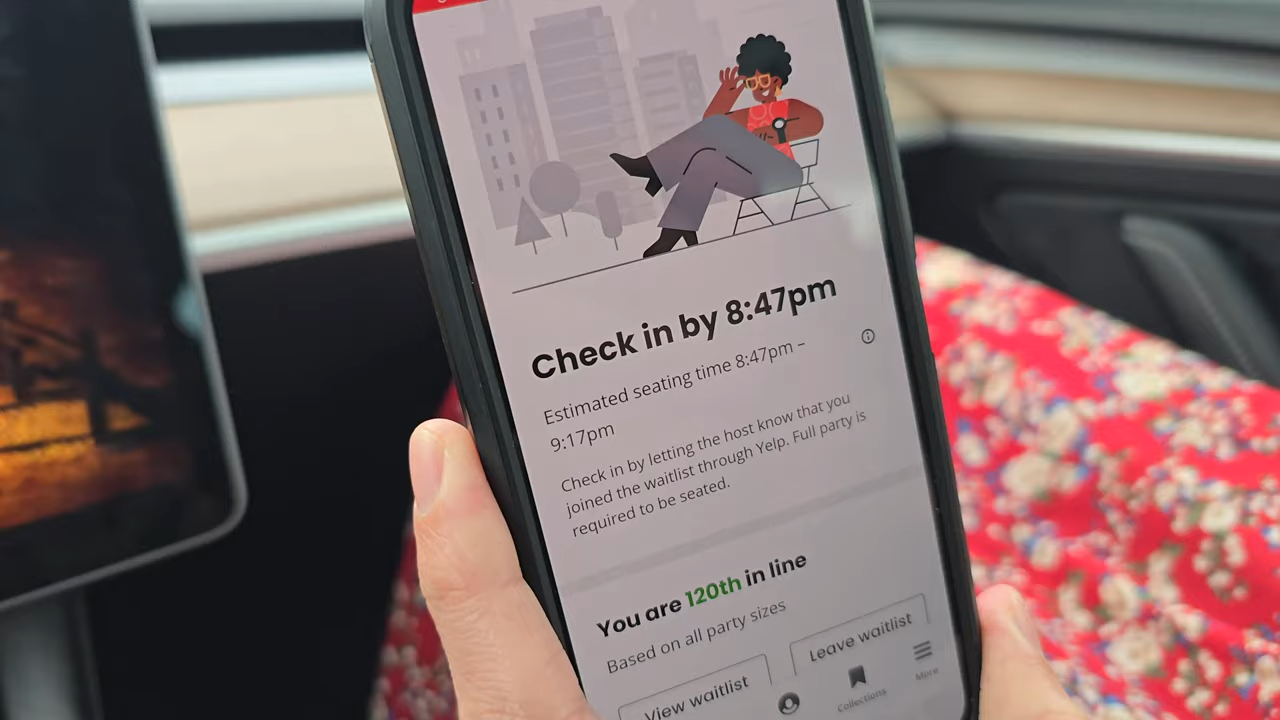 Check in by 8:47pm
Estimated seating time 8:47pm –
9:17pm
Check in by letting the host know that you
joined the waitlist through Yelp. Full party is
required to be seated.
You are 120th in line
Based on all party sizes
View waitlist
Leave waitlist
Collections
More